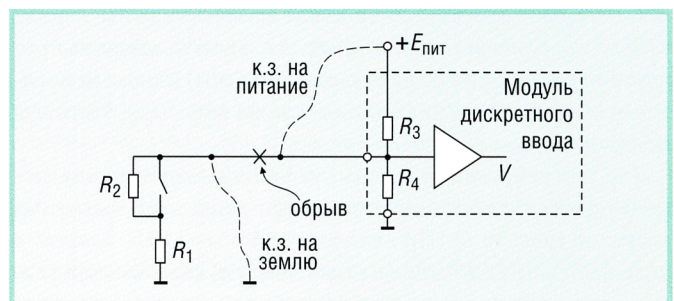 +Eпит
к.з. на
питание
Модуль
дискретного
ввода
R3
R2
R4
V
обрыв
R1
к.з. на
землю